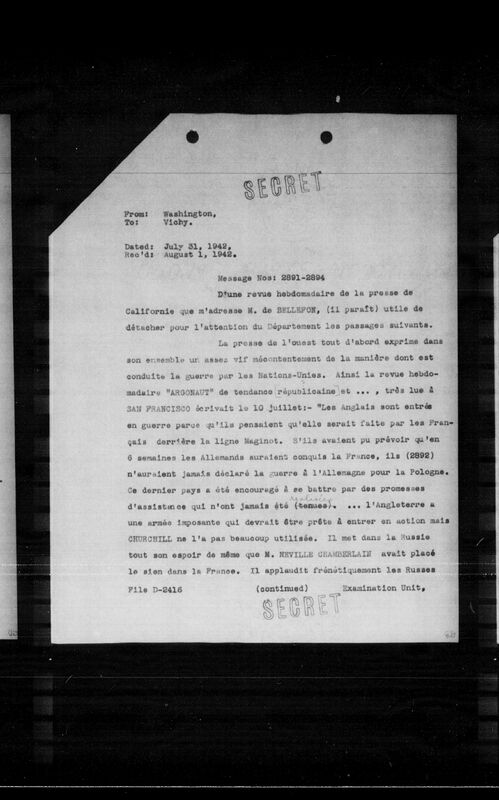 SECRET
From: Washington,
To: Vichy.
Dated: July 31, 1942.
Rec'd: August 1, 1942.
Message Nos: 2891-2894
D'une revue hebdomadaire de la presse de
Californie que m'adresse M. de BELLEFON, (il paraît) utile de
détacher pour l'attention du Département les passages suivants.
La presse de l'ouest tout d'abord exprime dans
son ensemble un assez vif mécontentement de la manière dont est
conduite la guerre par les Nations-Unies. Ainsi la revue hebdo-
madaire "ARGONAUT" de tendance [républicaine] et ... , très lue à
SAN FRANCISCO écrivait le 10 juillet:- "Les Anglais sont entrés
en guerre parce qu'ils pensaient qu'elle serait faite par les Fran-
çais derrière la ligne Maginot. S'ils avaient pu prévoir qu'en
6 semaines les Allemands auraient conquis la France, ils (2892)
n'auraient jamais déclaré la guerre à l'Allemagne pour la Pologne.
Ce dernier pays a été encouragé à se battre par des promesses
d'assistance qui n'ont jamais été (tenues). ... l'Angleterre a
une armée imposante qui devrait être prête à entrer en action mais
CHURCHILL ne l'a pas beaucoup utilisée. Il met dans la Russie
tout son espoir de même que M. NEVILLE CHAMBERLAIN avait placé
le sien dans la France. Il applaudit frénétiquement les Russes
File D-2416 (continued) Examination Unit,
SECRET